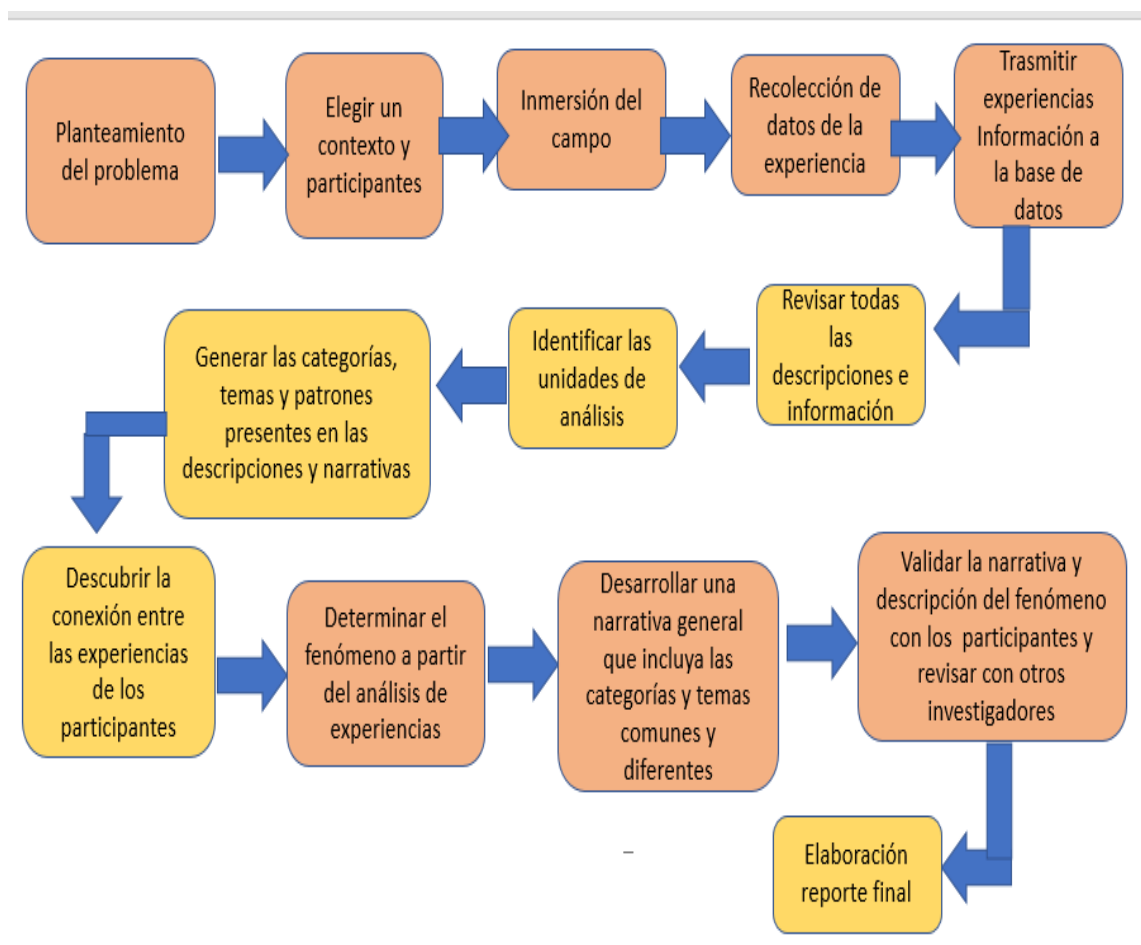 Planteamiento
del problema
Elegir un
contexto y
participantes
Inmersión del
campo
Recolección de
datos de la
experiencia
Trasmitir
experiencias
Información a
la base de
datos
Revisar todas
las
descripciones e
información
Identificar las
unidades de
análisis
Generar las categorías,
temas y patrones
presentes en las
descripciones y narrativas
Descubrir la
conexión entre
las experiencias
de los
participantes
Determinar el
fenómeno a partir
del análisis de
experiencias
Desarrollar una
narrativa general
que incluya las
categorías y temas
comunes y
diferentes
Validar la narrativa y
descripción del fenómeno
con los participantes y
revisar con otros
investigadores
Elaboración
reporte final